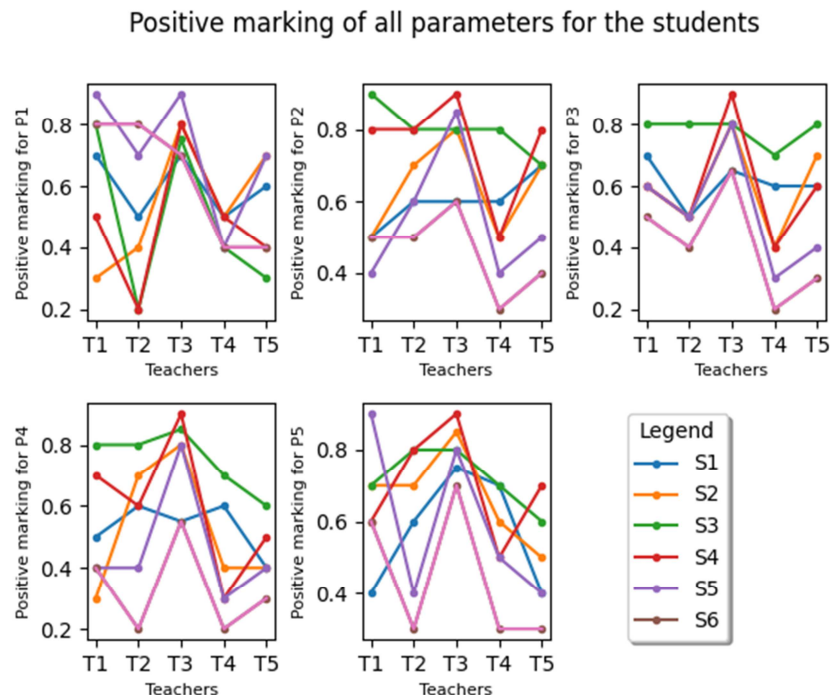 Positive marking of all parameters for the students
Positive marking for P1
0.8
0.6
0.4
0.2
T1 T2 T3 T4 T5
Teachers
Positive marking for P2
0.8
0.6
0.4
T1 T2 T3 T4 T5
Teachers
Positive marking for P3
0.8
0.6
0.4
0.2
T1 T2 T3 T4 T5
Teachers
Positive marking for P4
0.8
0.6
0.4
0.2
T1 T2 T3 T4 T5
Teachers
Positive marking for P5
0.8
0.6
0.4
T1 T2 T3 T4 T5
Teachers
Legend
S1
S2
S3
S4
S5
S6